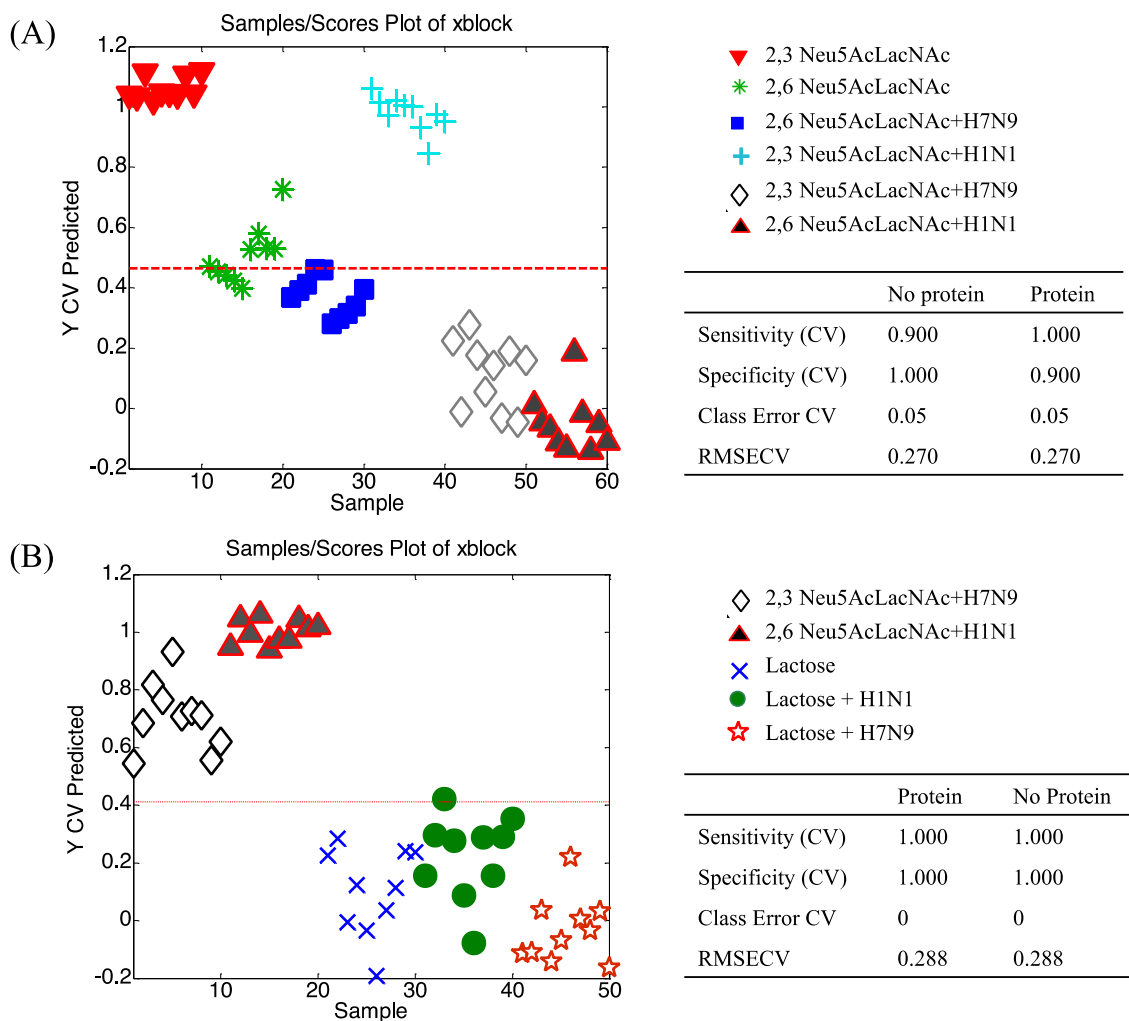 (A)
Samples/Scores Plot of xblock
1.2
1
0.8
0.6
0.4
0.2
0
-0.2
Y CV Predicted
10 20 30 40 50 60
Sample
2,3 Neu5AcLacNAc
2,6 Neu5AcLacNAc
2,6 Neu5AcLacNAc+H7N9
2,3 Neu5AcLacNAc+H1N1
2,3 Neu5AcLacNAc+H7N9
2,6 Neu5AcLacNAc+H1N1
No protein Protein
Sensitivity (CV) 0.900 1.000
Specificity (CV) 1.000 0.900
Class Error CV 0.05 0.05
RMSECV 0.270 0.270
(B)
Samples/Scores Plot of xblock
1.2
1
0.8
0.6
0.4
0.2
0
-0.2
Y CV Predicted
10 20 30 40 50
Sample
2,3 Neu5AcLacNAc+H7N9
2,6 Neu5AcLacNAc+H1N1
Lactose
Lactose + H1N1
Lactose + H7N9
Protein No Protein
Sensitivity (CV) 1.000 1.000
Specificity (CV) 1.000 1.000
Class Error CV 0 0
RMSECV 0.288 0.288